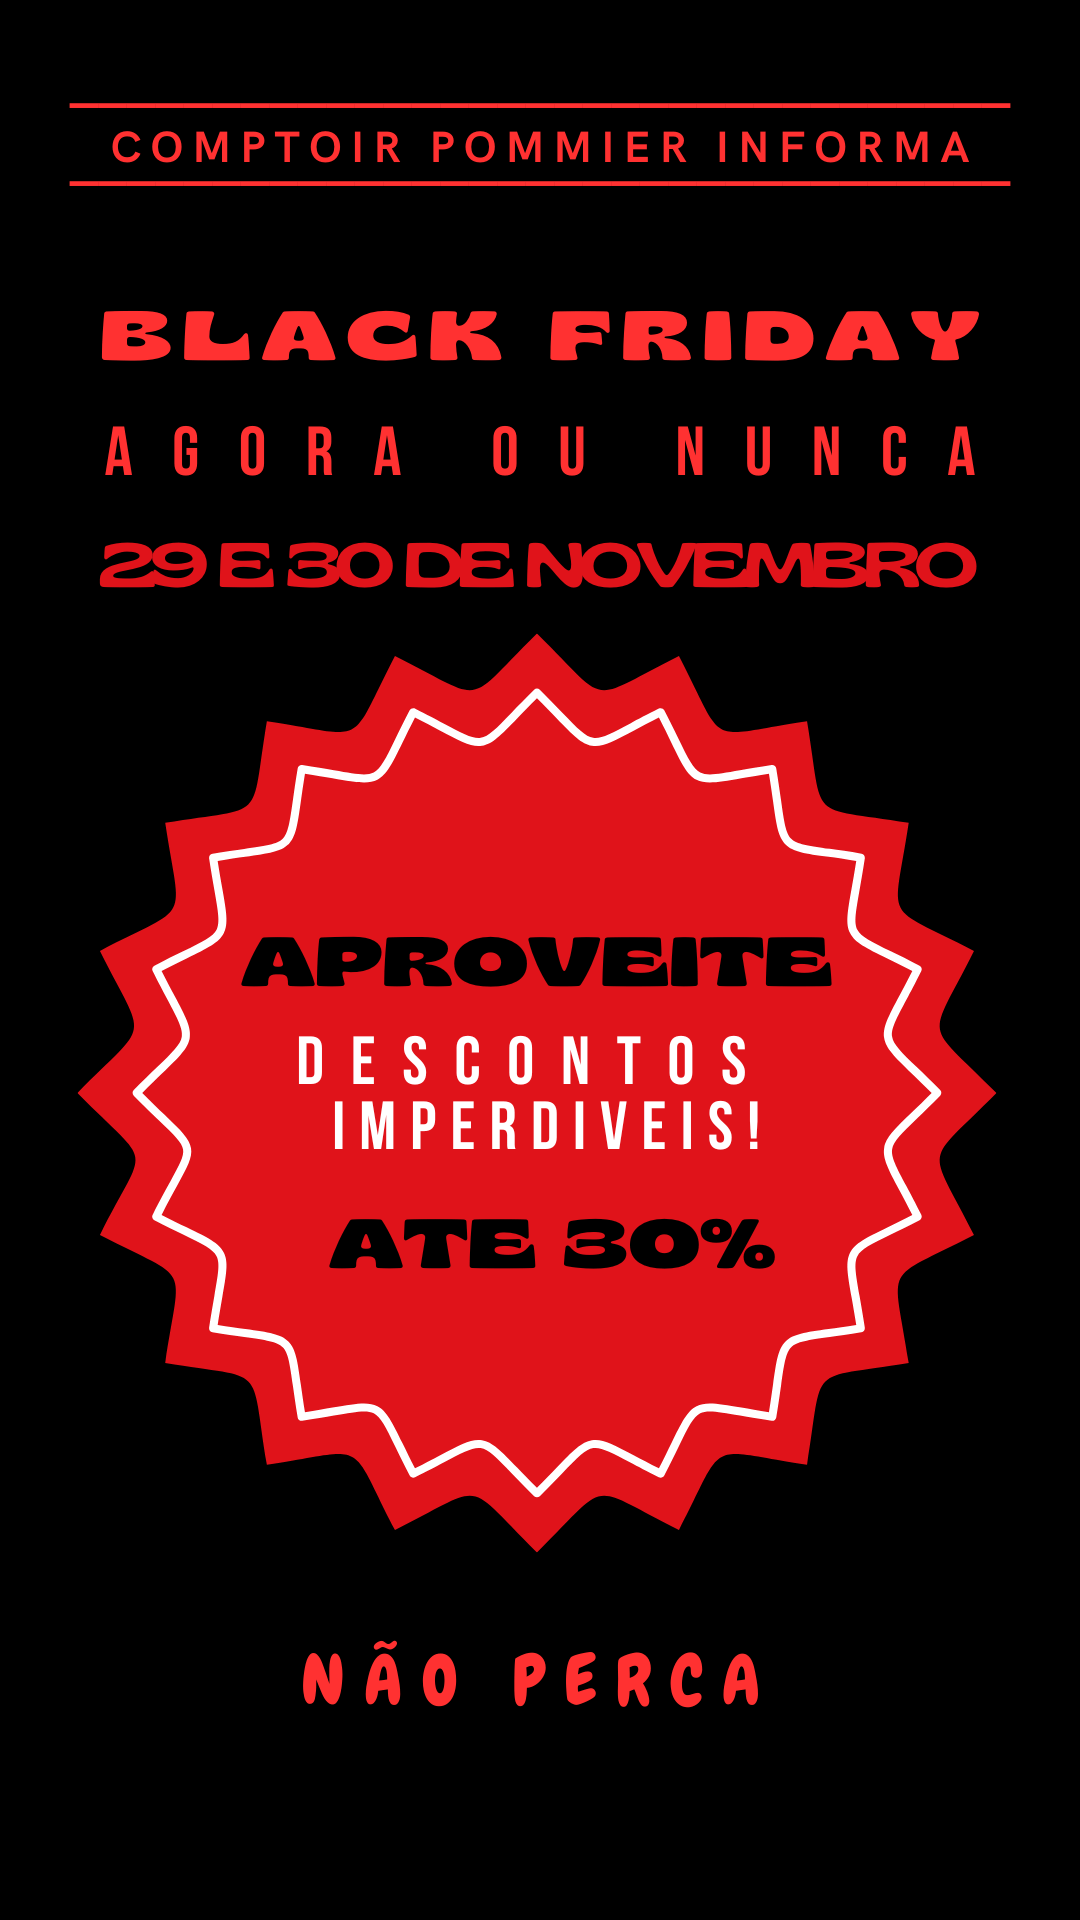 COMPTOIR POMMIER INFORMA
BLACK FRIDAY
AGORA OU NUNCA
29 E 30 DE NOVEMBRO
APROVEITE
DESCONTOS
IMPERDIVEIS!
ATE 30%
NÃO PERCA